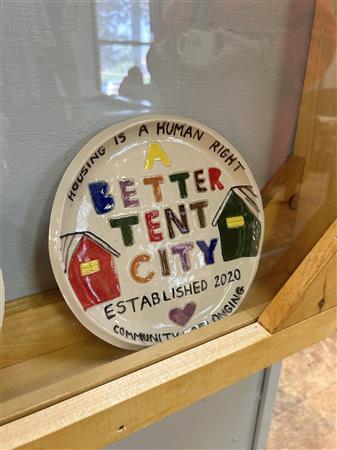 HOUSING IS A HUMAN RIGHT
A
BETTER
TENT
CITY
ESTABLISHED 2020
COMMUNITY BELONGING